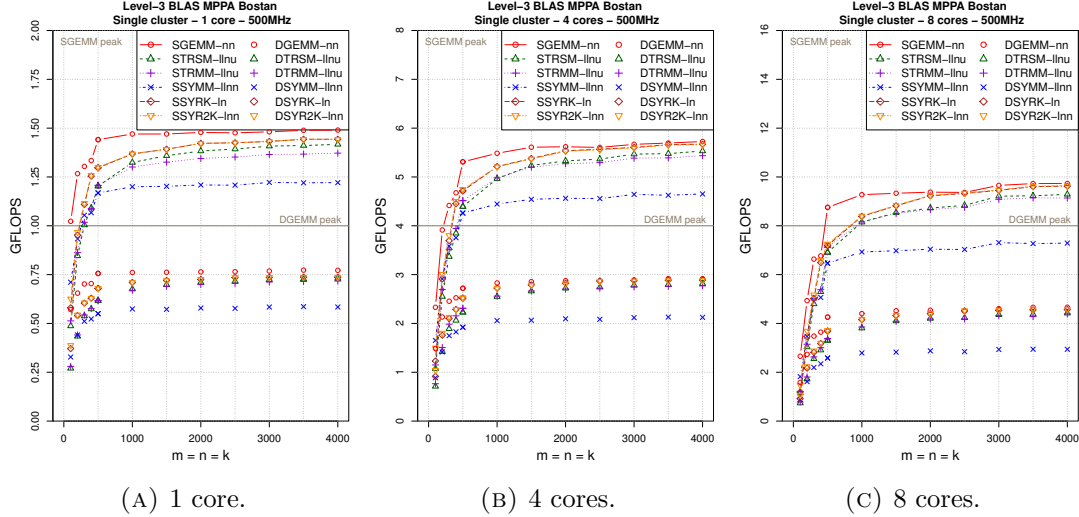 Level-3 BLAS MPPA Bostan
Single cluster - 1 core - 500MHz
SGEMM peak
SGEMM-nn DGEMM-nn
STRSM-llnu DTRSM-llnu
STRMM-llnu DTRMM-llnu
SSYMM-llnn DSYMM-llnn
SSYRK-ln DSYRK-ln
SSYR2K-lnn DSYR2K-lnn
DGEMM peak
GFLOPS
2.00
1.75
1.50
1.25
1.00
0.75
0.50
0.25
0.00
0 1000 2000 3000 4000
m = n = k
(A) 1 core.
Level-3 BLAS MPPA Bostan
Single cluster - 4 cores - 500MHz
SGEMM peak
SGEMM-nn DGEMM-nn
STRSM-llnu DTRSM-llnu
STRMM-llnu DTRMM-llnu
SSYMM-llnn DSYMM-llnn
SSYRK-ln DSYRK-ln
SSYR2K-lnn DSYR2K-lnn
DGEMM peak
GFLOPS
8
7
6
5
4
3
2
1
0
0 1000 2000 3000 4000
m = n = k
(B) 4 cores.
Level-3 BLAS MPPA Bostan
Single cluster - 8 cores - 500MHz
SGEMM peak
SGEMM-nn DGEMM-nn
STRSM-llnu DTRSM-llnu
STRMM-llnu DTRMM-llnu
SSYMM-llnn DSYMM-llnn
SSYRK-ln DSYRK-ln
SSYR2K-lnn DSYR2K-lnn
DGEMM peak
GFLOPS
16
14
12
10
8
6
4
2
0
0 1000 2000 3000 4000
m = n = k
(C) 8 cores.